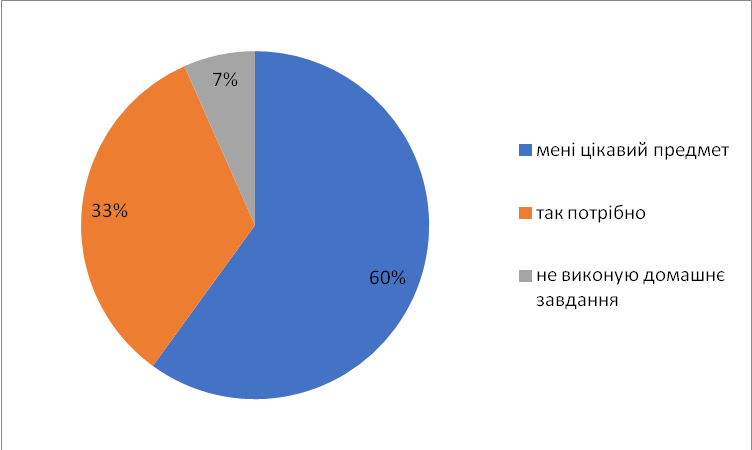 7%
33%
60%
мені цікавий предмет
так потрібно
не виконую домашнє
завдання